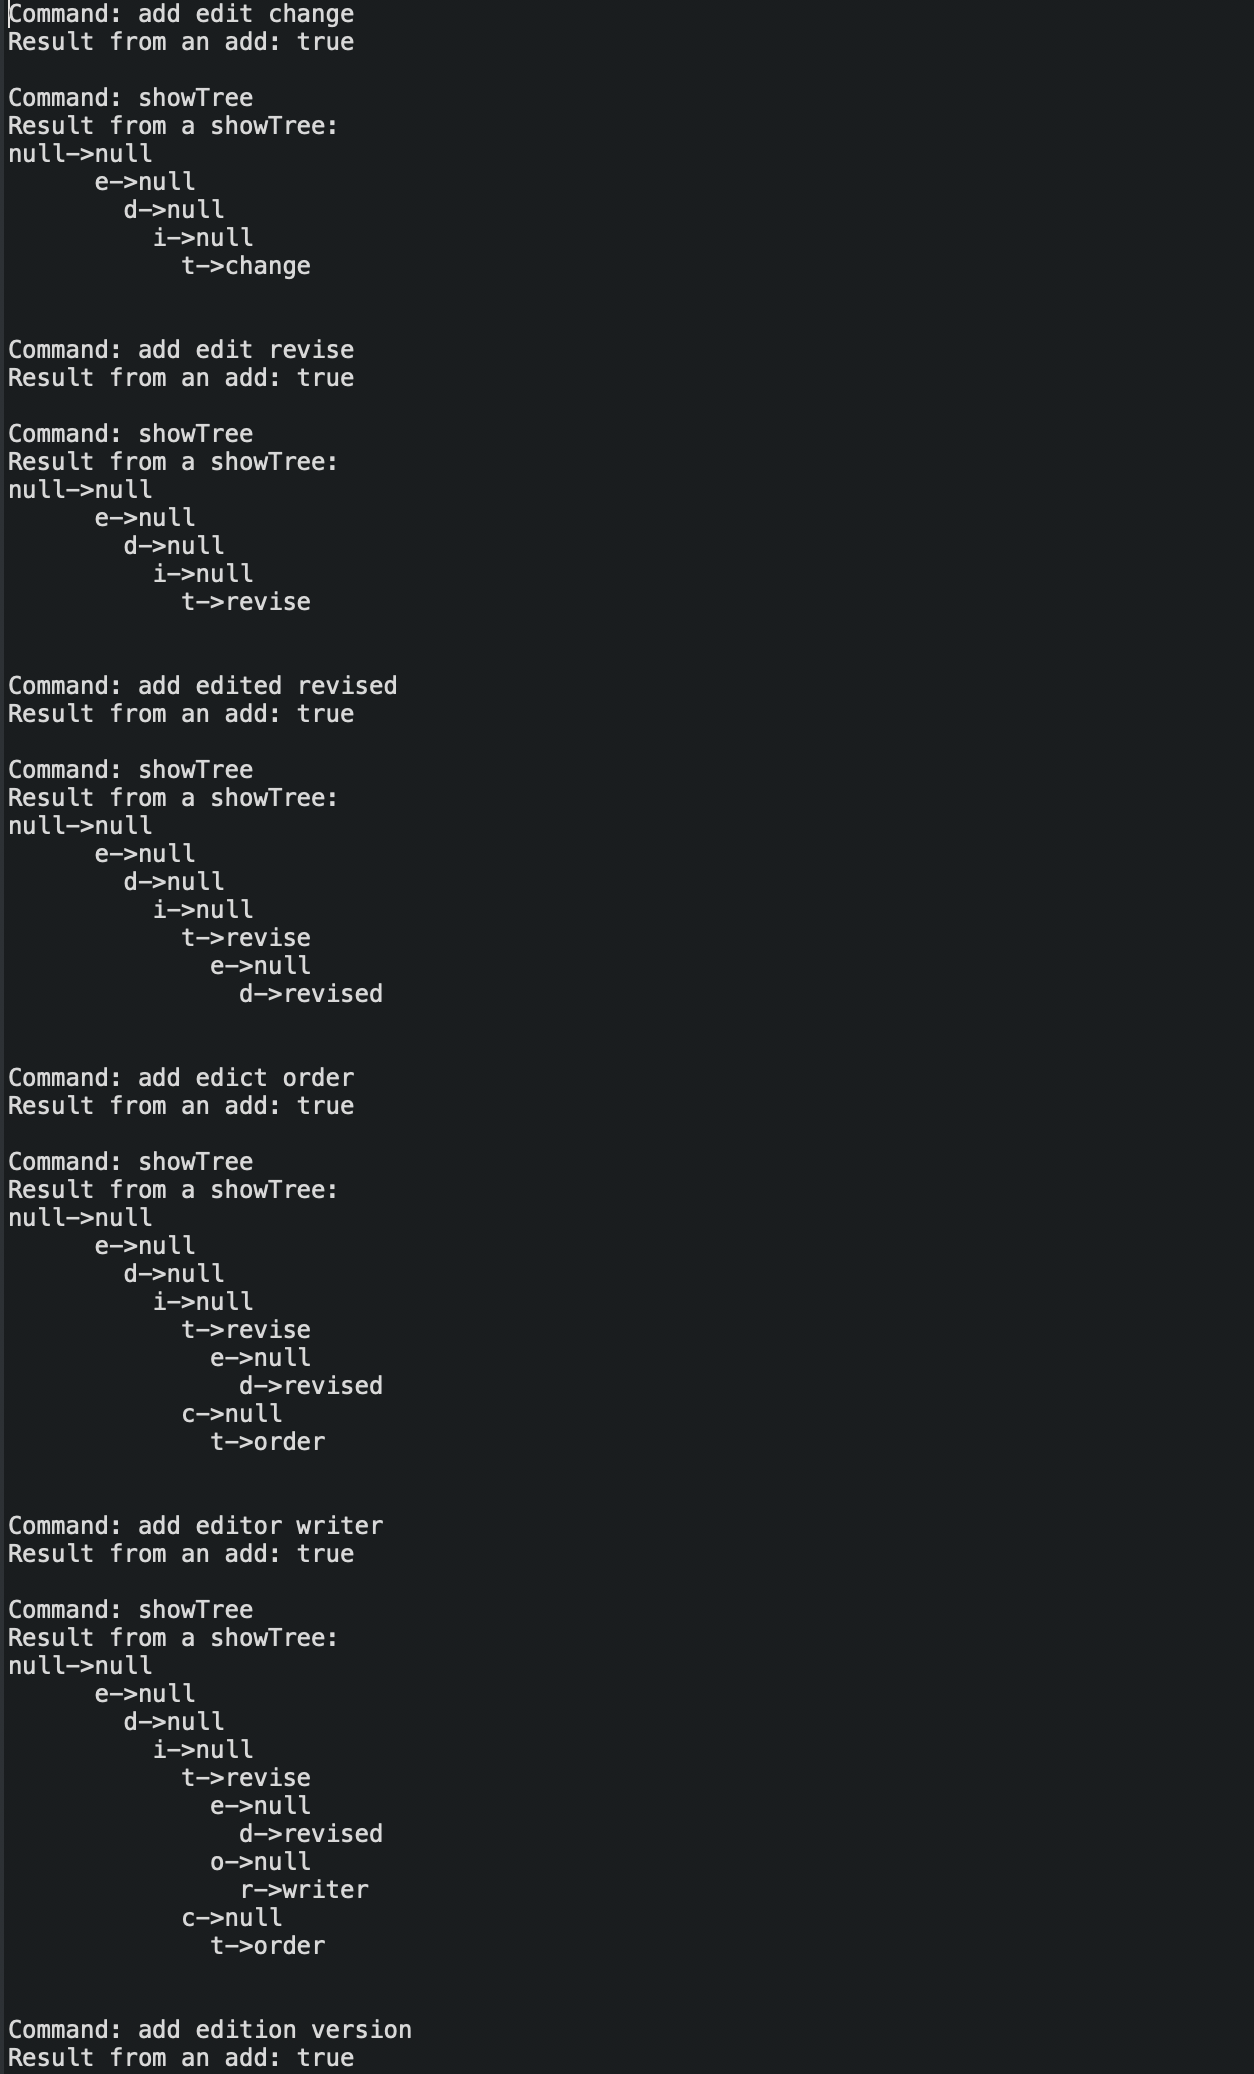 Command: add edit change
Result from an add: true

Command: showTree
Result from a showTree:
null->null
      e->null
        d->null
          i->null
            t->change


Command: add edit revise
Result from an add: true

Command: showTree
Result from a showTree:
null->null
      e->null
        d->null
          i->null
            t->revise


Command: add edited revised
Result from an add: true

Command: showTree
Result from a showTree:
null->null
      e->null
        d->null
          i->null
            t->revise
              e->null
                d->revised


Command: add edict order
Result from an add: true

Command: showTree
Result from a showTree:
null->null
      e->null
        d->null
          i->null
            t->revise
              e->null
                d->revised
            c->null
              t->order


Command: add editor writer
Result from an add: true

Command: showTree
Result from a showTree:
null->null
      e->null
        d->null
          i->null
            t->revise
              e->null
                d->revised
              o->null
                r->writer
            c->null
              t->order


Command: add edition version
Result from an add: true